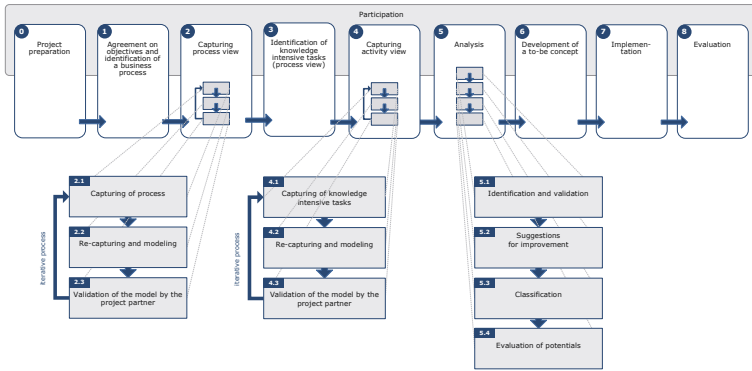 Participation
0
Project
preparation
1
Agreement on
objectives and
identification of
a business
process
2
Capturing
process view
3
Identification of
knowledge
intensive tasks
(process view)
4
Capturing
activity view
5
Analysis
6
Development of
a to-be concept
7
Implemen-
tation
8
Evaluation
iterative process
2.1
Capturing of process
2.2
Re-capturing and modeling
2.3
Validation of the model by the
project partner
iterative process
4.1
Capturing of knowledge
intensive tasks
4.2
Re-capturing and modeling
4.3
Validation of the model by the
project partner
5.1
Identification and validation
5.2
Suggestions
for improvement
5.3
Classification
5.4
Evaluation of potentials